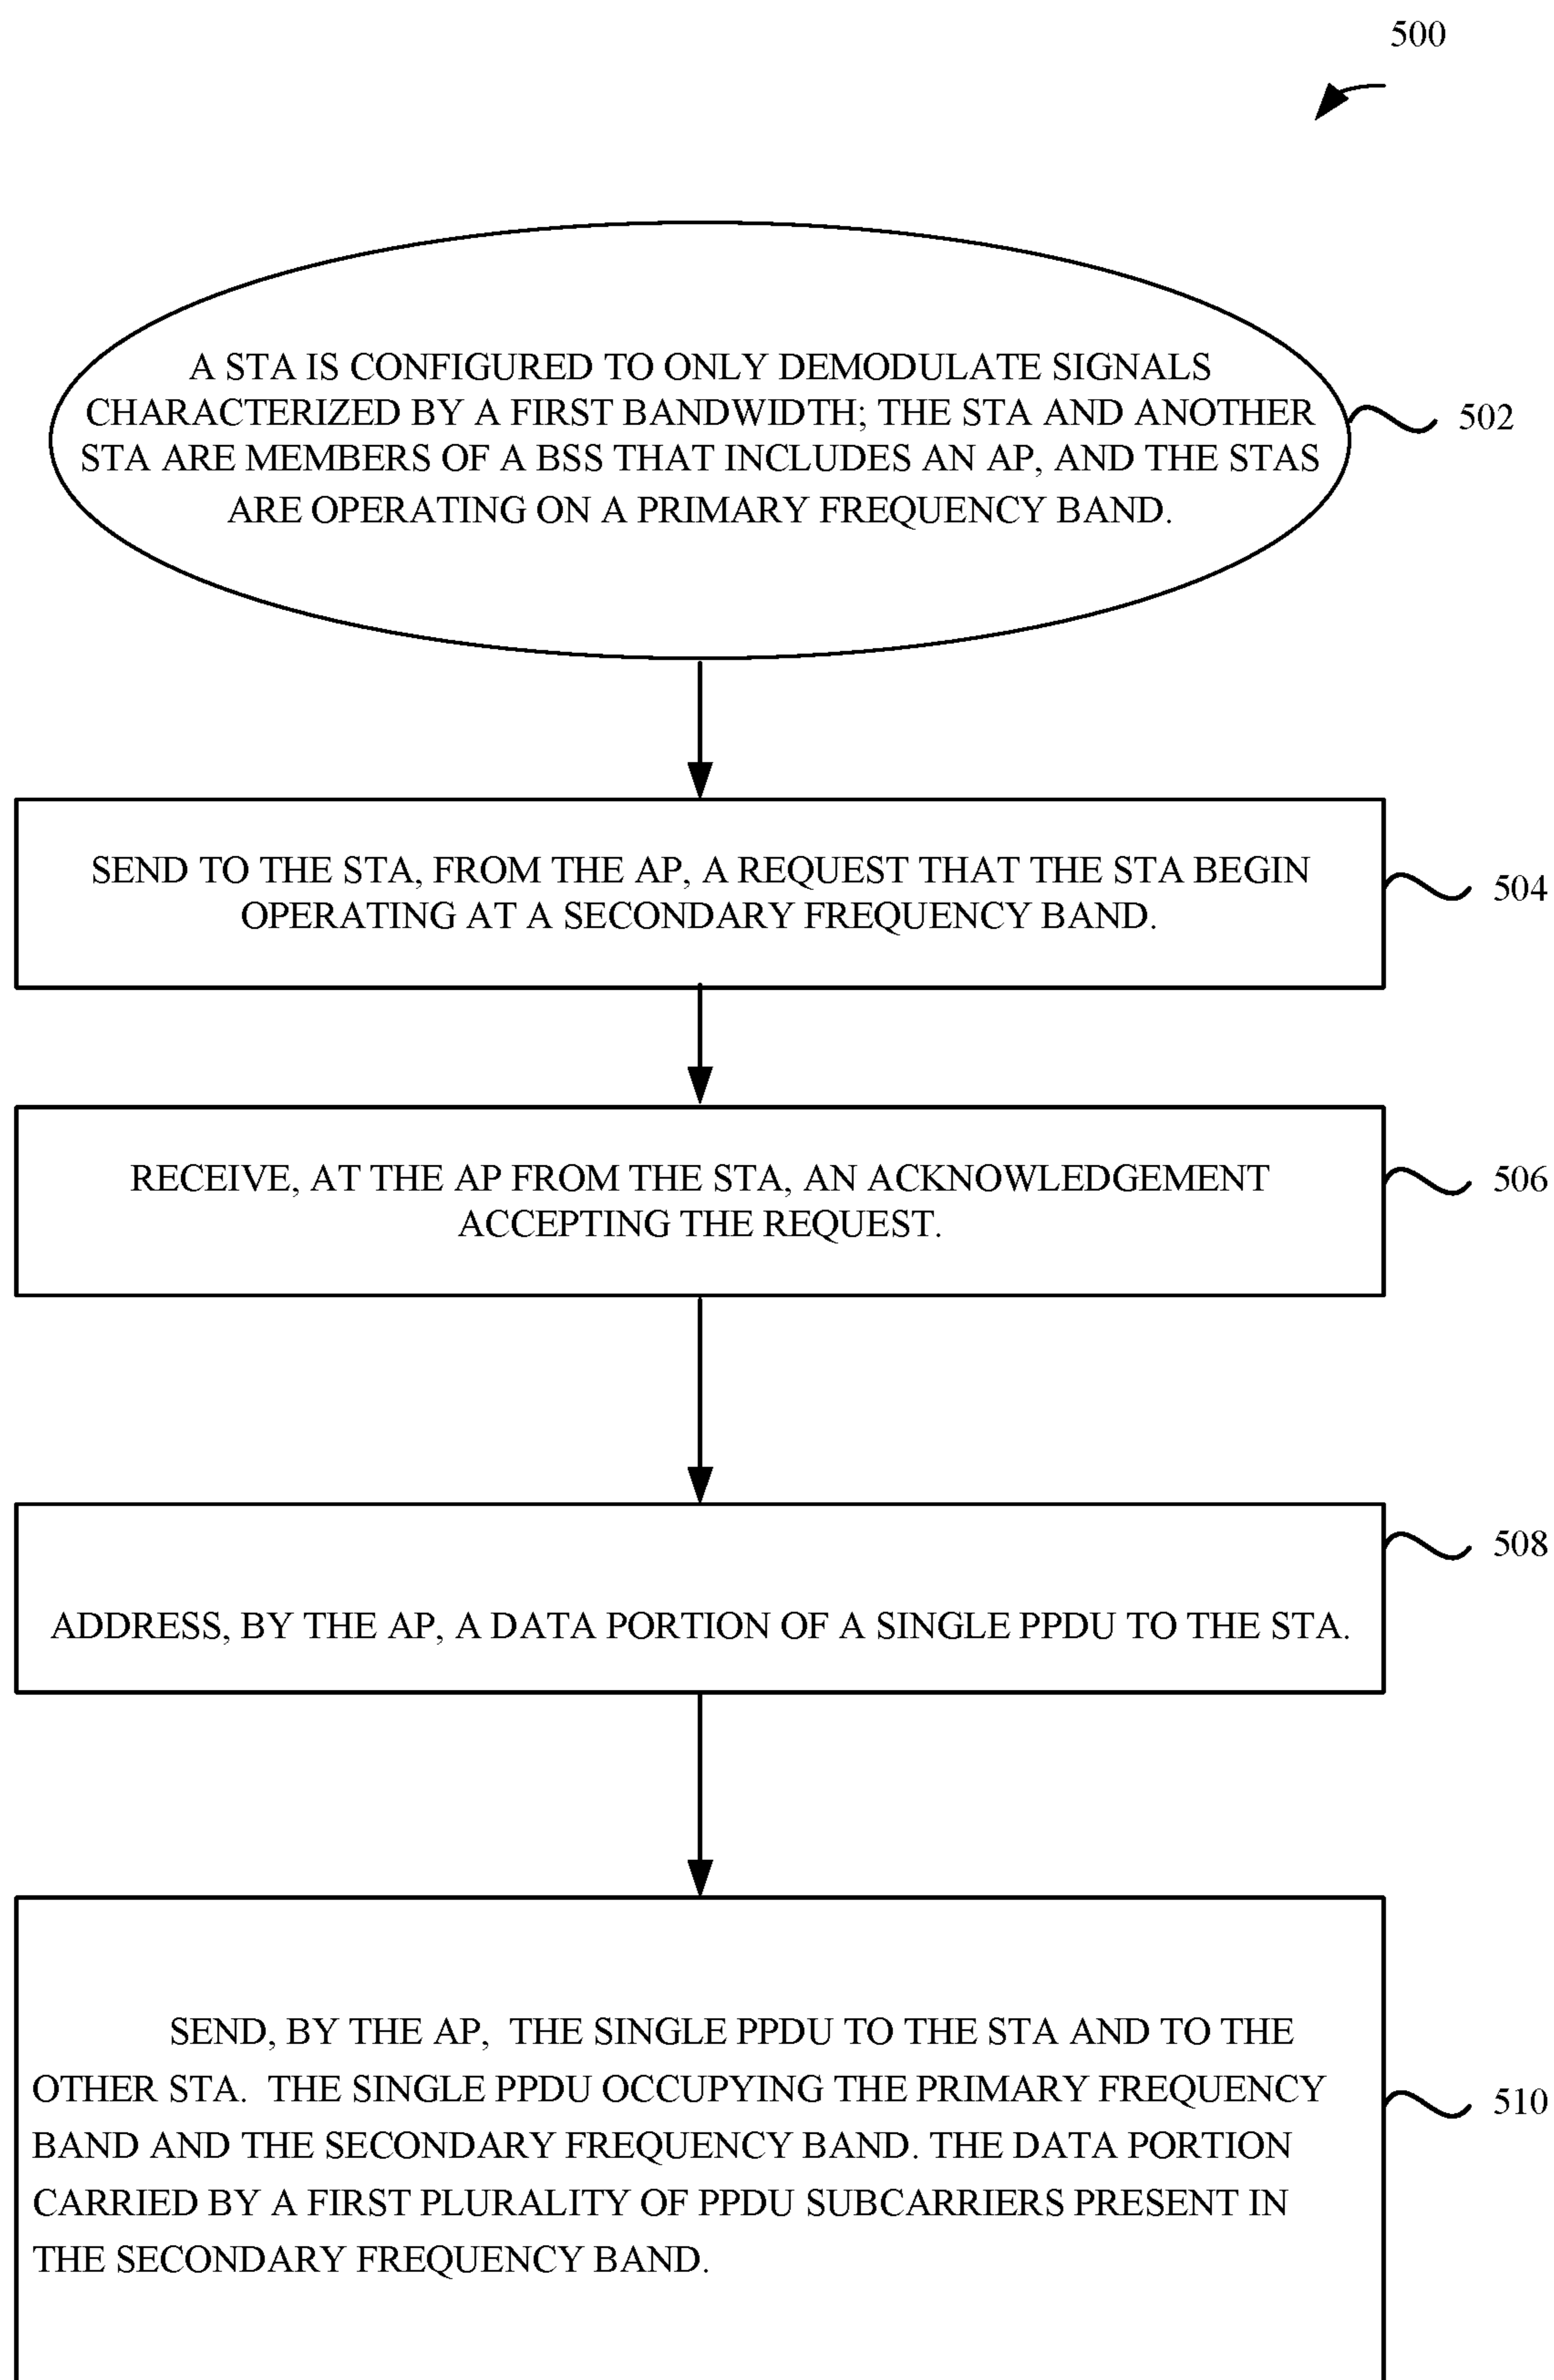 500
A STA IS CONFIGURED TO ONLY DEMODULATE SIGNALS
CHARACTERIZED BY A FIRST BANDWIDTH; THE STA AND ANOTHER
STA ARE MEMBERS OF A BSS THAT INCLUDES AN AP, AND THE STAS
ARE OPERATING ON A PRIMARY FREQUENCY BAND.
502
SEND TO THE STA, FROM THE AP, A REQUEST THAT THE STA BEGIN
OPERATING AT A SECONDARY FREQUENCY BAND.
504
RECEIVE, AT THE AP FROM THE STA, AN ACKNOWLEDGEMENT
ACCEPTING THE REQUEST.
506
508
ADDRESS, BY THE AP, A DATA PORTION OF A SINGLE PPDU TO THE STA.
SEND, BY THE AP, THE SINGLE PPDU TO THE STA AND TO THE
OTHER STA. THE SINGLE PPDU OCCUPYING THE PRIMARY FREQUENCY
BAND AND THE SECONDARY FREQUENCY BAND. THE DATA PORTION
CARRIED BY A FIRST PLURALITY OF PPDU SUBCARRIERS PRESENT IN
THE SECONDARY FREQUENCY BAND.
510